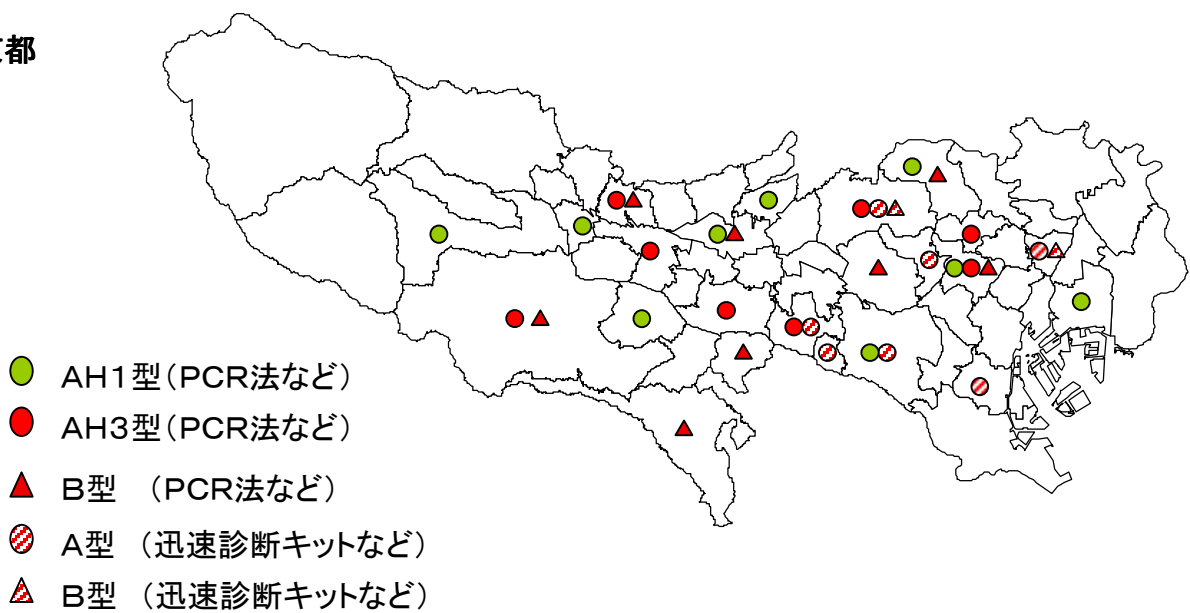 都
AH1型(PCR法など)
AH3型(PCR法など)
B型 (PCR法など)
A型 (迅速診断キットなど)
B型 (迅速診断キットなど)